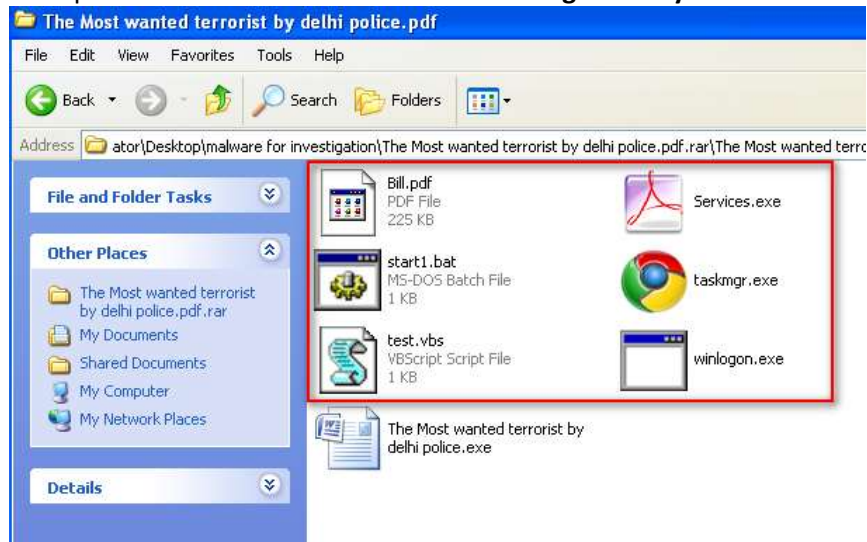 The Most wanted terrorist by delhi police.pdf
File Edit View Favorites Tools Help
Back Search Folders
Address ator\Desktop\malware for investigation\The Most wanted terrorist by delhi police.pdf.rar\The Most wanted terro
File and Folder Tasks
Other Places
The Most wanted terrorist
by delhi police.pdf.rar
My Documents
Shared Documents
My Computer
My Network Places
Details
Bill.pdf
PDF File
225 KB
Services.exe
start1.bat
MS-DOS Batch File
1 KB
taskmgr.exe
test.vbs
VBScript Script File
1 KB
winlogon.exe
The Most wanted terrorist by
delhi police.exe